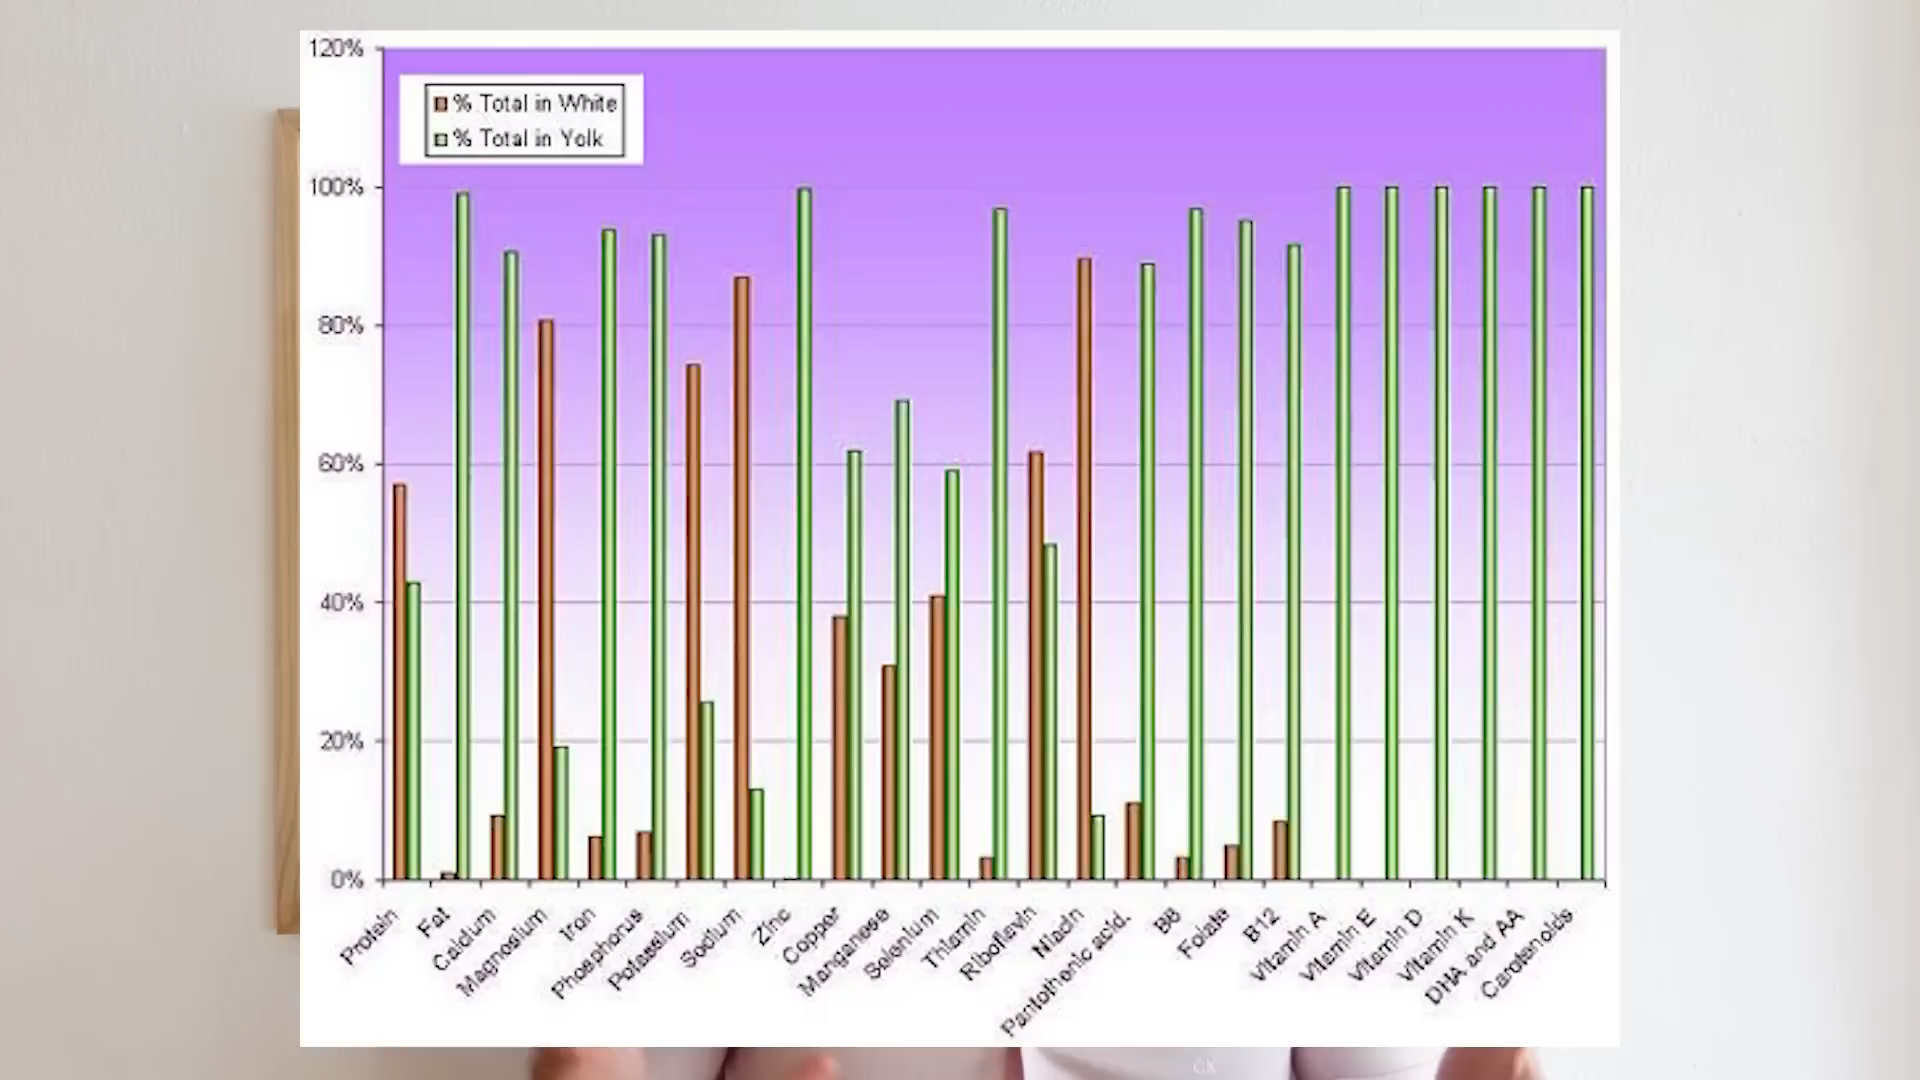 120%
% Total in White
% Total in Yolk
100%
80%
60%
40%
20%
0%
Protein
Fat
Calcium
Magnesium
Iron
Phosphorus
Potassium
Sodium
Zinc
Copper
Manganese
Selenium
Thiamin
Riboflavin
Niacin
Pantothenic acid.
B6
Folate
B12
Vitamin A
Vitamin E
Vitamin D
Vitamin K
DHA and AA
Carotenoids